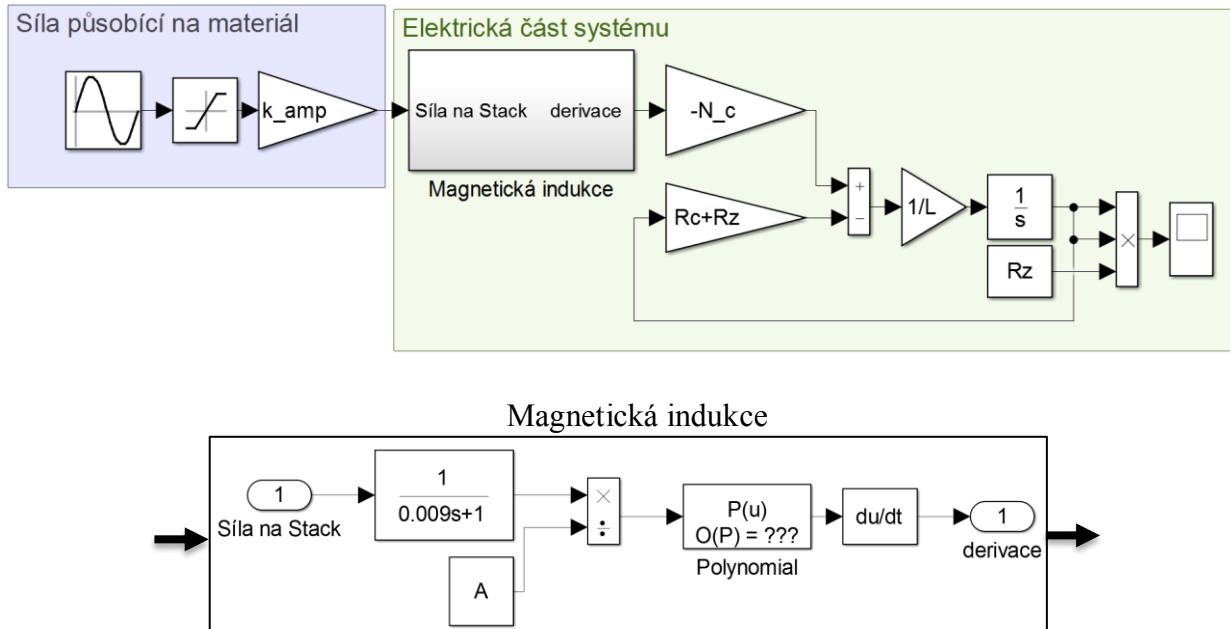 Síla působící na materiál
k_amp
Elektrická část systému
Síla na Stack derivace
Magnetická indukce
-N_c
Rc+Rz
+
−
1/L
1
s
Rz
×
Magnetická indukce
1
Síla na Stack
1
0.009s+1
A
×
÷
P(u)
O(P) = ???
Polynomial
du/dt
1
derivace